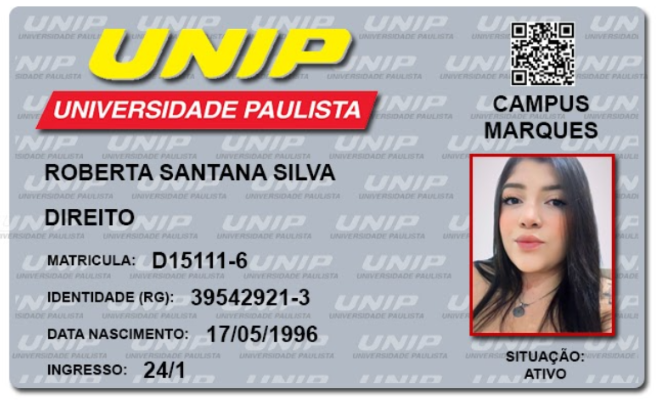 UNIP
UNIVERSIDADE PAULISTA
CAMPUS
MARQUES
ROBERTA SANTANA SILVA
DIREITO
MATRICULA: D15111-6
IDENTIDADE (RG): 39542921-3
DATA NASCIMENTO: 17/05/1996
INGRESSO: 24/1
SITUAÇÃO:
ATIVO